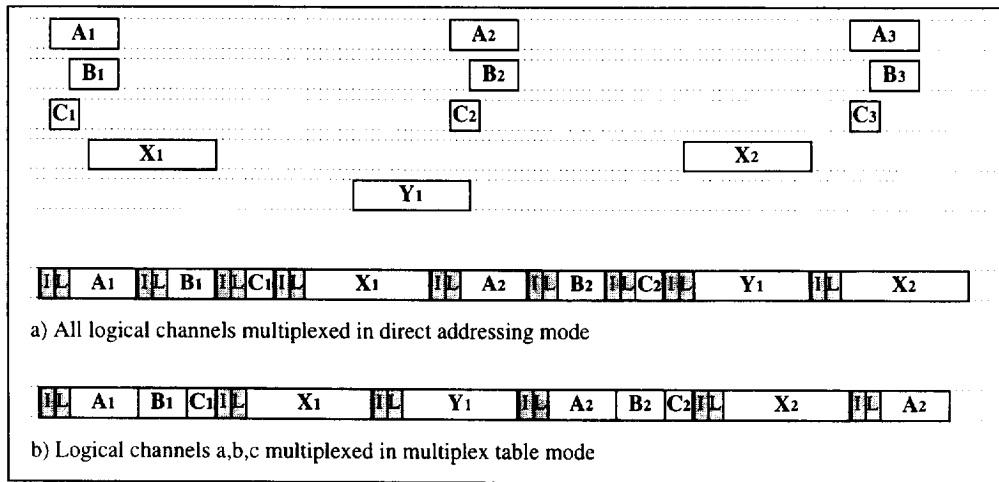 A1 A2 A3
B1 B2 B3
C1 C2 C3
X1 X2
Y1
I L A1 I L B1 I L C1 I L X1 I L A2 I L B2 I L C2 I L Y1 I L X2
a) All logical channels multiplexed in direct addressing mode
I L A1 B1 C1 I L X1 I L Y1 I L A2 B2 C2 I L X2 I L A2
b) Logical channels a,b,c multiplexed in multiplex table mode